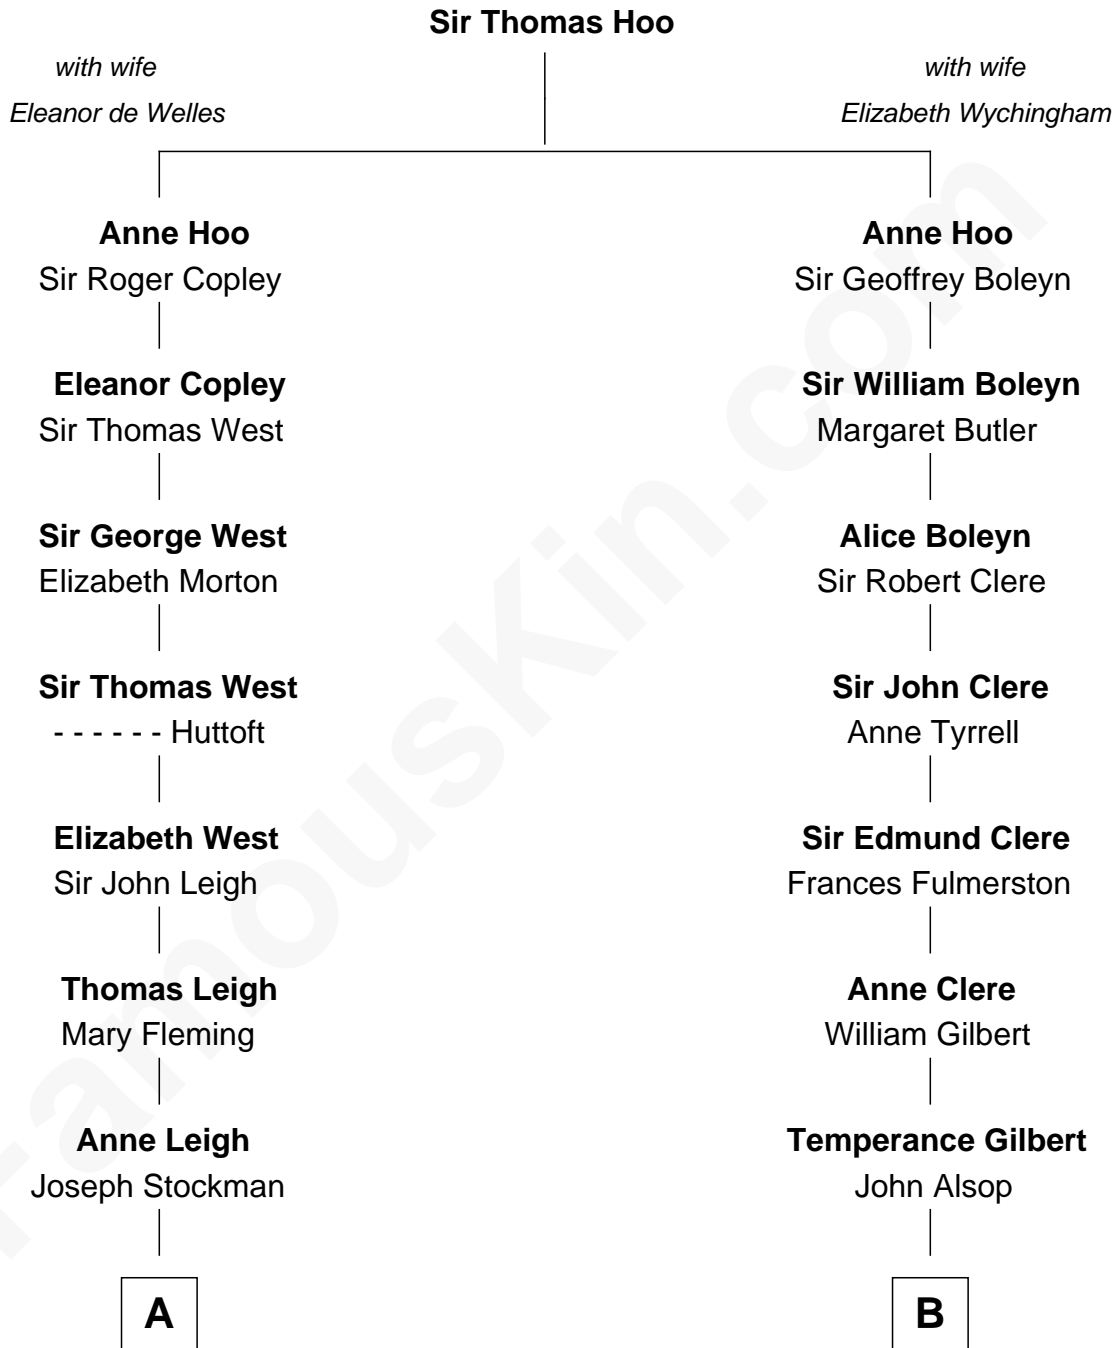 Sir Thomas Hoo
with wife
Eleanor de Welles
with wife
Elizabeth Wychingham
Anne Hoo
Sir Roger Copley
Anne Hoo
Sir Geoffrey Boleyn
Eleanor Copley
Sir Thomas West
Sir William Boleyn
Margaret Butler
Sir George West
Elizabeth Morton
Alice Boleyn
Sir Robert Clere
Sir Thomas West
- - - - - - Huttoft
Sir John Clere
Anne Tyrrell
Elizabeth West
Sir John Leigh
Sir Edmund Clere
Frances Fulmerston
Thomas Leigh
Mary Fleming
Anne Clere
William Gilbert
Anne Leigh
Joseph Stockman
Temperance Gilbert
John Alsop
A
B
FamousKin.com